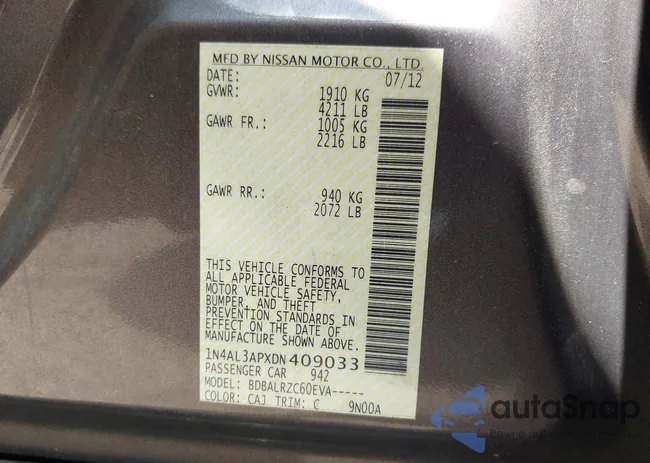 MFD BY NISSAN MOTOR CO., LTD.
DATE: 07/12
GVWR: 1910 KG
4211 LB
GAWR FR.: 1005 KG
2216 LB
GAWR RR.: 940 KG
2072 LB
THIS VEHICLE CONFORMS TO
ALL APPLICABLE FEDERAL
MOTOR VEHICLE SAFETY,
BUMPER, AND THEFT
PREVENTION STANDARDS IN
EFFECT ON THE DATE OF
MANUFACTURE SHOWN ABOVE.
1N4AL3APXDN409033
PASSENGER CAR 942
MODEL: BDBALRZC60EVA-----
COLOR: CAJ TRIM: C 9N00A
autoSnap